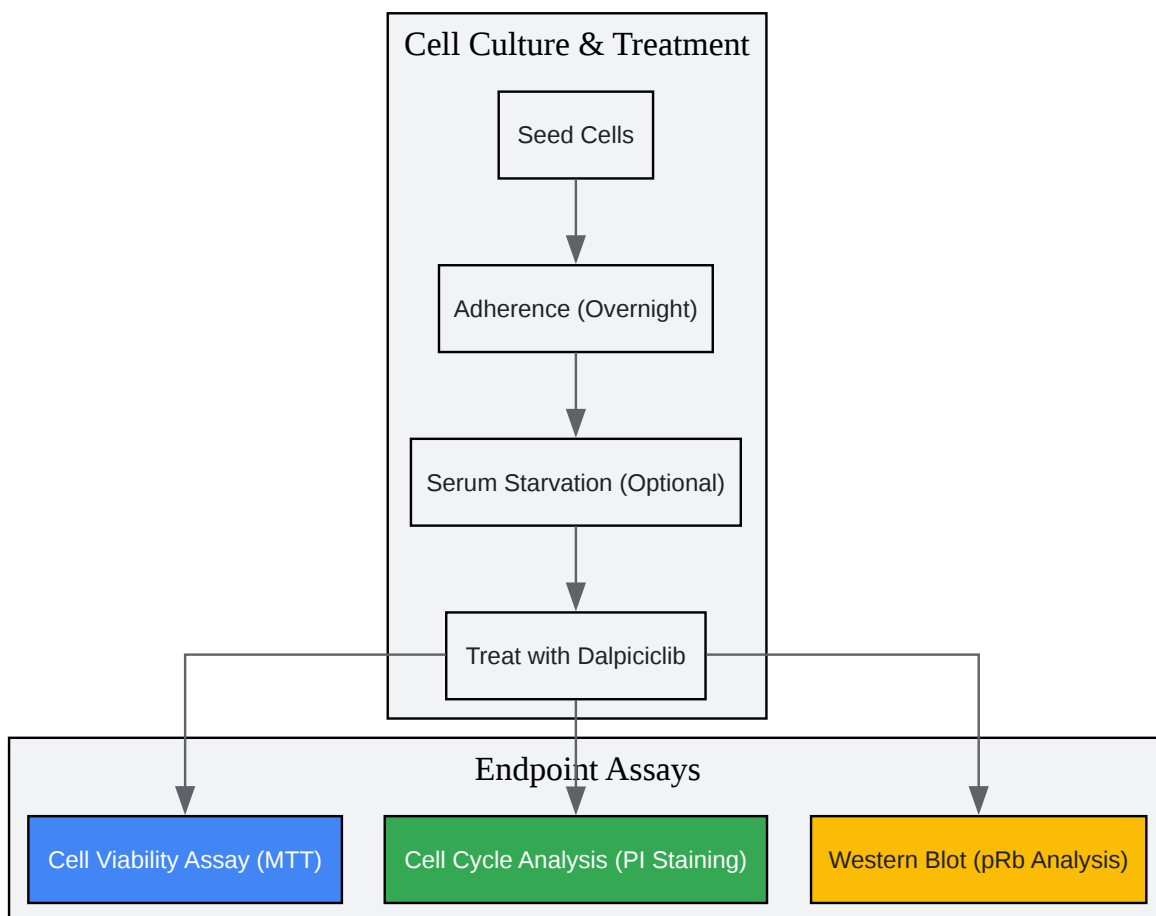 Cell Culture & Treatment
Seed Cells
Adherence (Overnight)
Serum Starvation (Optional)
Treat with Dalpiciclib
Endpoint Assays
Cell Viability Assay (MTT)
Cell Cycle Analysis (PI Staining)
Western Blot (pRb Analysis)